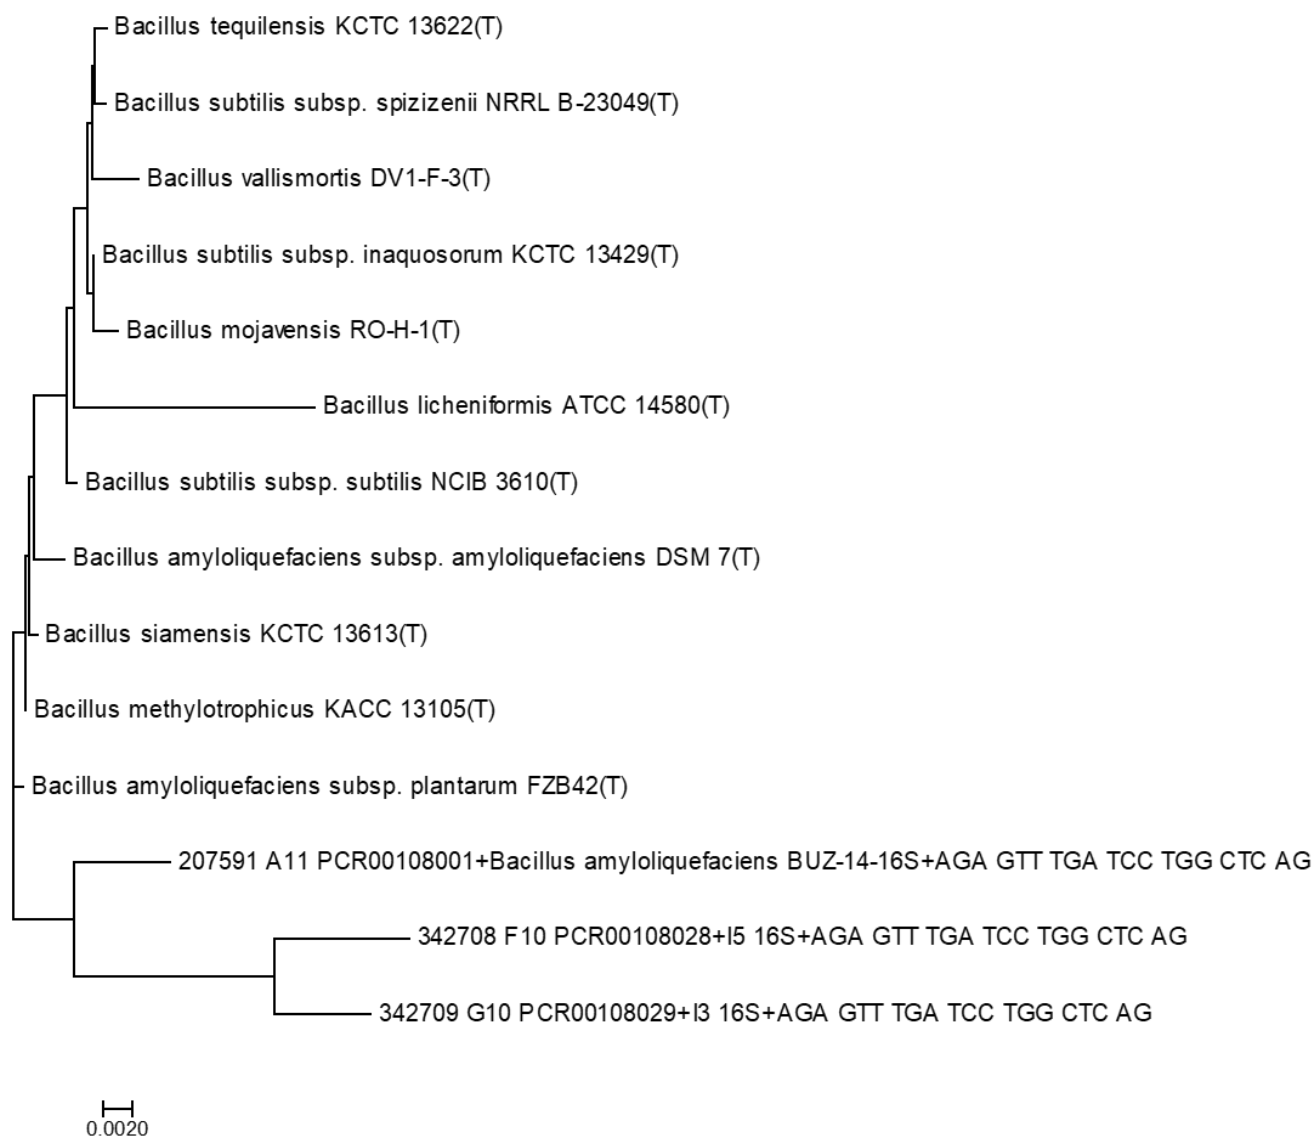 Bacillus tequilensis KCTC 13622(T)
Bacillus subtilis subsp. spizizenii NRRL B-23049(T)
Bacillus vallismortis DV1-F-3(T)
Bacillus subtilis subsp. inaquosorum KCTC 13429(T)
Bacillus mojavensis RO-H-1(T)
Bacillus licheniformis ATCC 14580(T)
Bacillus subtilis subsp. subtilis NCIB 3610(T)
Bacillus amyloliquefaciens subsp. amyloliquefaciens DSM 7(T)
Bacillus siamensis KCTC 13613(T)
Bacillus methylotrophicus KACC 13105(T)
Bacillus amyloliquefaciens subsp. plantarum FZB42(T)
207591 A11 PCR00108001+Bacillus amyloliquefaciens BUZ-14-16S+AGA GTT TGA TCC TGG CTC AG
342708 F10 PCR00108028+I5 16S+AGA GTT TGA TCC TGG CTC AG
342709 G10 PCR00108029+I3 16S+AGA GTT TGA TCC TGG CTC AG
0.0020